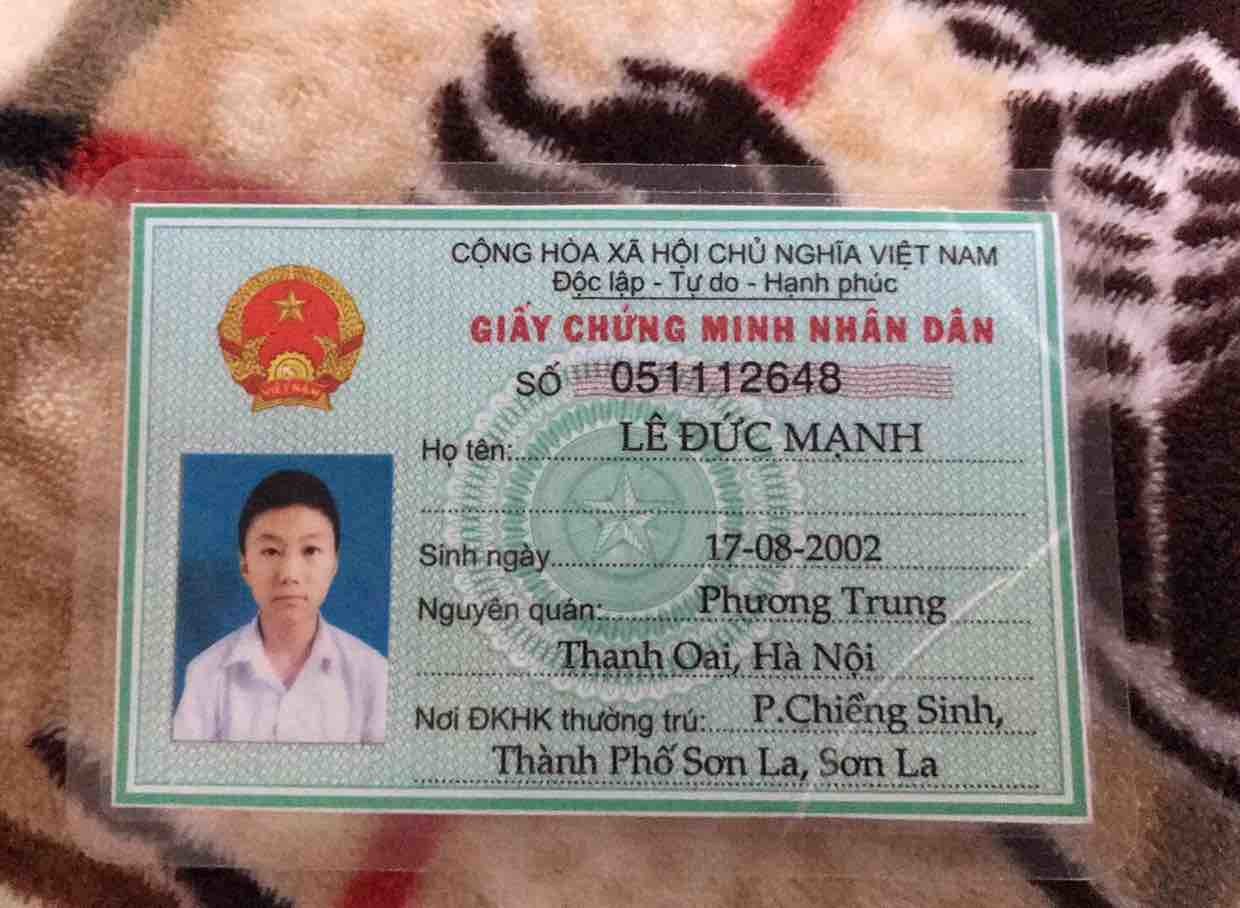 CỘNG HÒA XÃ HỘI CHỦ NGHĨA VIỆT NAM
Độc lập - Tự do - Hạnh phúc
GIẤY CHỨNG MINH NHÂN DÂN
SỐ 051112648
VIỆT NAM
Họ tên: LÊ ĐỨC MẠNH
Sinh ngày 17-08-2002
Nguyên quán: Phương Trung
Thanh Oai, Hà Nội
Nơi ĐKHK thường trú: P.Chiềng Sinh,
Thành Phố Sơn La, Sơn La